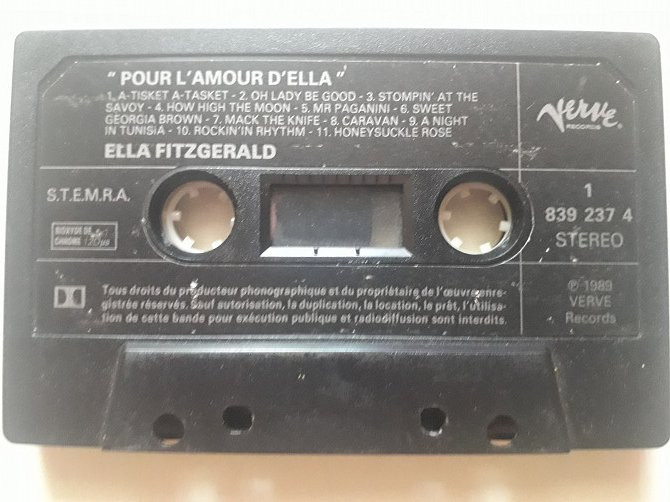 " POUR L'AMOUR D'ELLA "
1. A-TISKET A-TASKET - 2. OH LADY BE GOOD - 3. STOMPIN' AT THE
SAVOY - 4. HOW HIGH THE MOON - 5. MR PAGANINI - 6. SWEET
GEORGIA BROWN - 7. MACK THE KNIFE - 8. CARAVAN - 9. A NIGHT
IN TUNISIA - 10. ROCKIN'IN RHYTHM - 11. HONEYSUCKLE ROSE
ELLA FITZGERALD
Verve
RECORDS
®
S.T.E.M.R.A.
BIOXYDE DE
CHROME 120µs
1
839 237 4
STEREO
Tous droits du producteur phonographique et du propriétaire de l'œuvre enre-
gistrée réservés. Sauf autorisation, la duplication, la location, le prêt, l'utilisa-
tion de cette bande pour exécution publique et radiodiffusion sont interdits.
℗ 1989
VERVE
Records